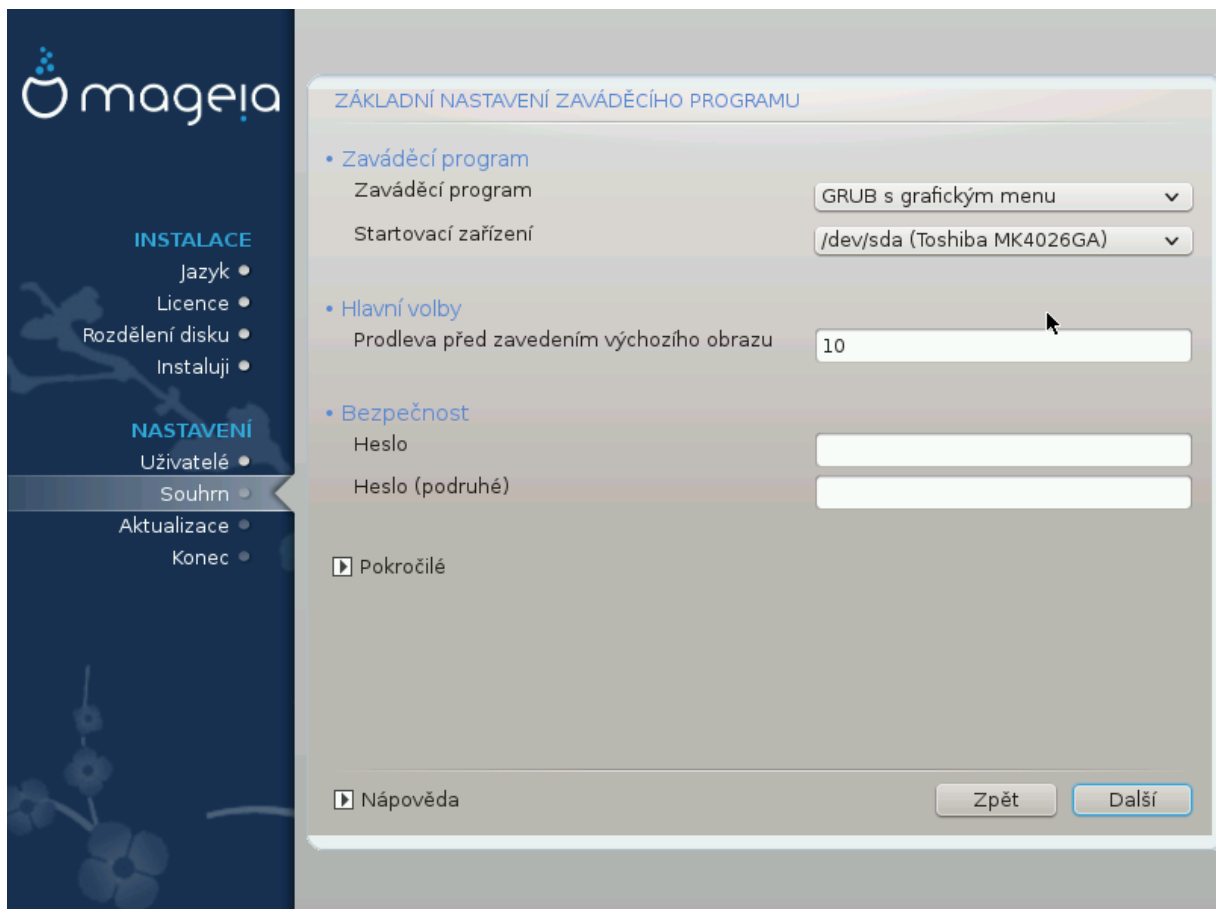 mageia
INSTALACE
Jazyk
Licence
Rozdělení disku
Instaluji
NASTAVENÍ
Uživatelé
Souhrn
Aktualizace
Konec
ZÁKLADNÍ NASTAVENÍ ZAVÁDĚCÍHO PROGRAMU
• Zaváděcí program
Zaváděcí program GRUB s grafickým menu
Startovací zařízení /dev/sda (Toshiba MK4026GA)
• Hlavní volby
Prodleva před zavedením výchozího obrazu 10
• Bezpečnost
Heslo
Heslo (podruhé)
Pokročilé
Nápověda
Zpět
Další